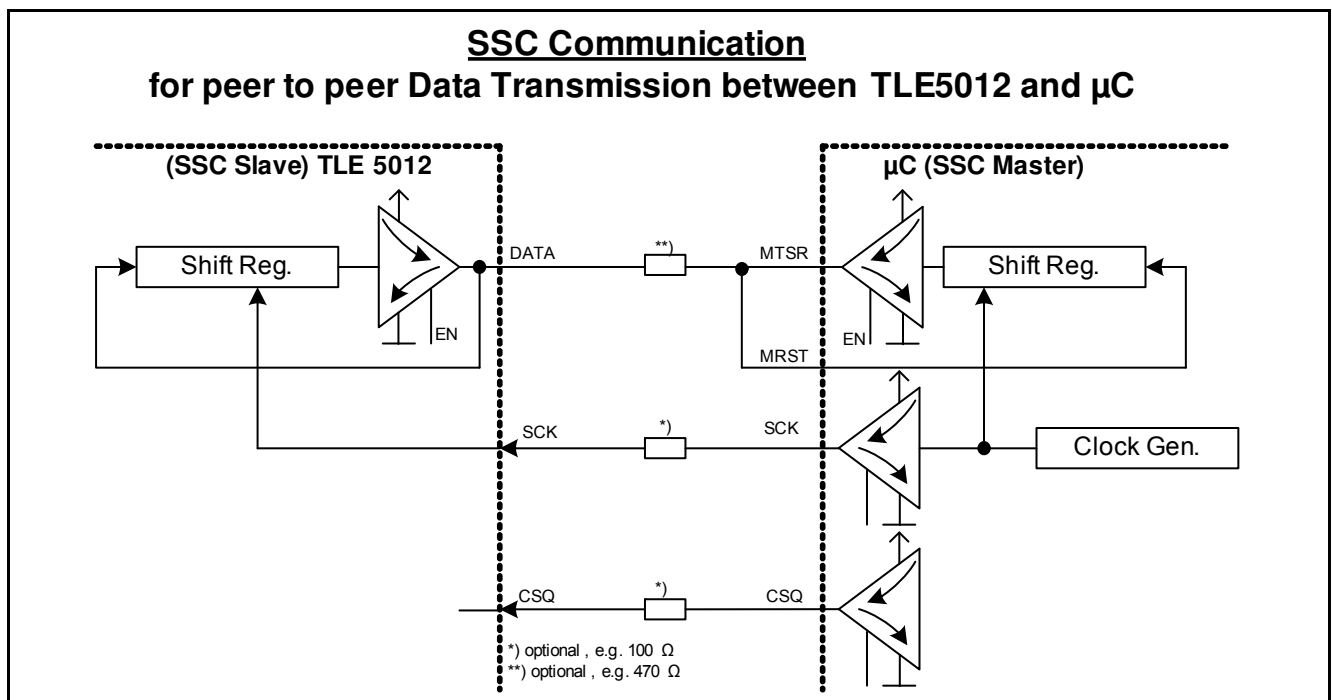 SSC Communication
for peer to peer Data Transmission between TLE5012 and µC
(SSC Slave) TLE 5012
µC (SSC Master)
Shift Reg.
EN
DATA
**)
MTSR
Shift Reg.
EN
MRST
SCK
*)
SCK
Clock Gen.
CSQ
*)
CSQ
*) optional , e.g. 100 Ω
**) optional , e.g. 470 Ω